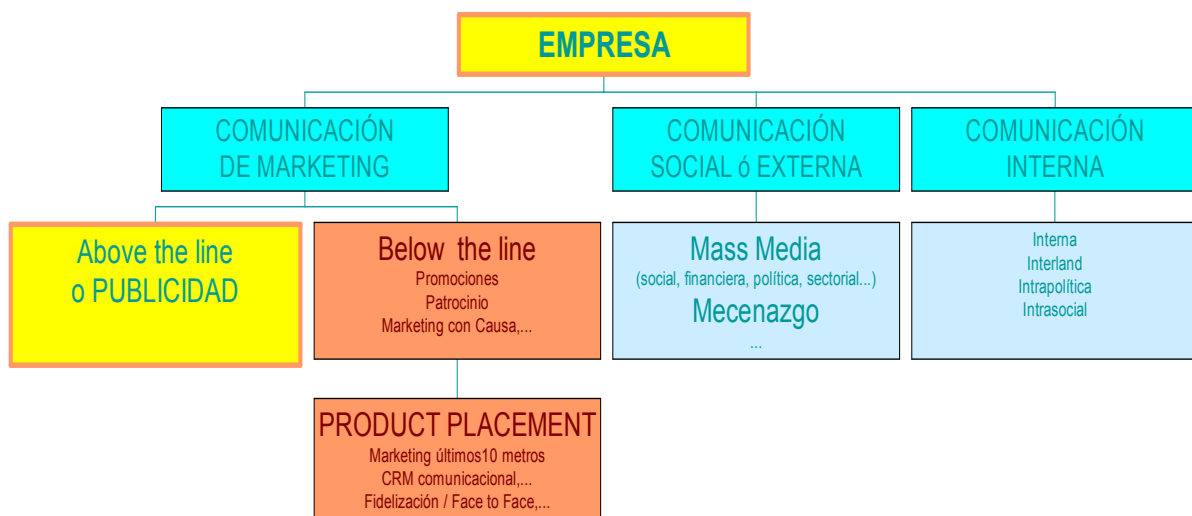 EMPRESA
COMUNICACIÓN
DE MARKETING
COMUNICACIÓN
SOCIAL ó EXTERNA
COMUNICACIÓN
INTERNA
Above the line
o PUBLICIDAD
Below the line
Promociones
Patrocinio
Marketing con Causa,...
Mass Media
(social, financiera, política, sectorial...)
Mecenazgo
...
Interna
Interland
Intrapolítica
Intrasocial
PRODUCT PLACEMENT
Marketing últimos10 metros
CRM comunicacional,...
Fidelización / Face to Face,...